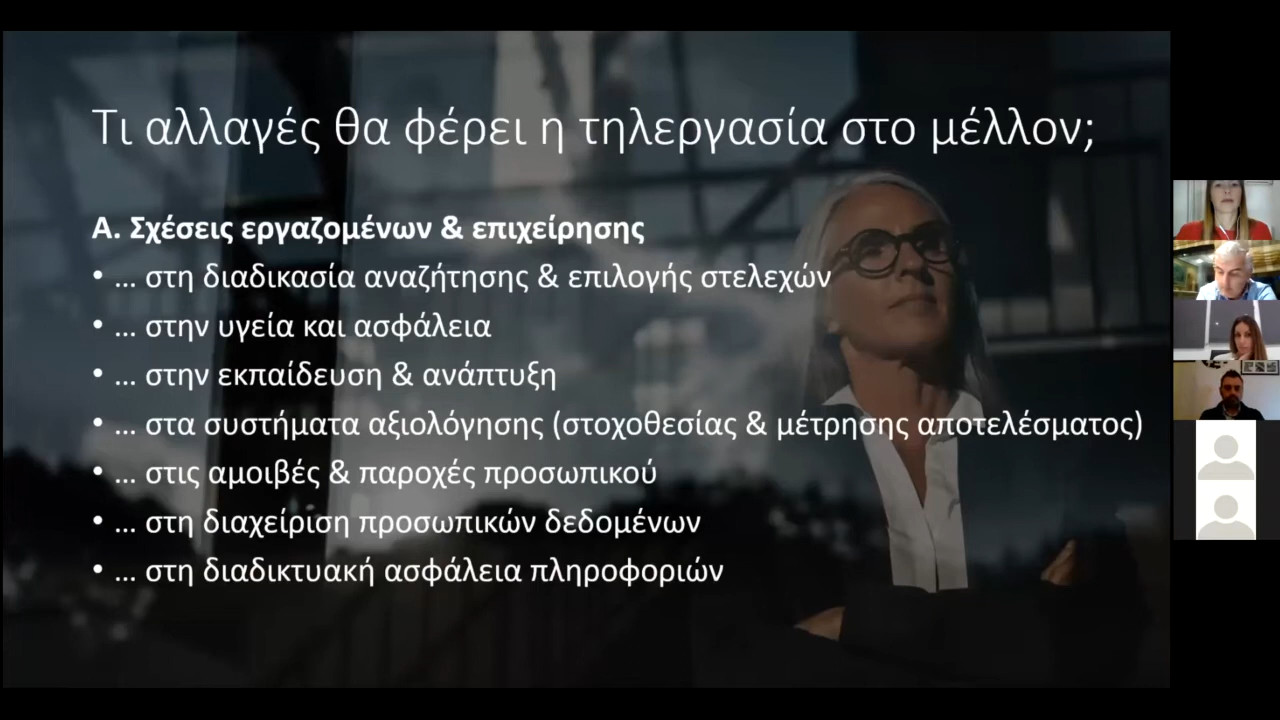 Τι αλλαγές θα φέρει η τηλεργασία στο μέλλον;
Α. Σχέσεις εργαζομένων & επιχείρησης
• ... στη διαδικασία αναζήτησης & επιλογής στελεχών
• ... στην υγεία και ασφάλεια
• ... στην εκπαίδευση & ανάπτυξη
• ... στα συστήματα αξιολόγησης (στοχοθεσίας & μέτρησης αποτελέσματος)
• ... στις αμοιβές & παροχές προσωπικού
• ... στη διαχείριση προσωπικών δεδομένων
• ... στη διαδικτυακή ασφάλεια πληροφοριών